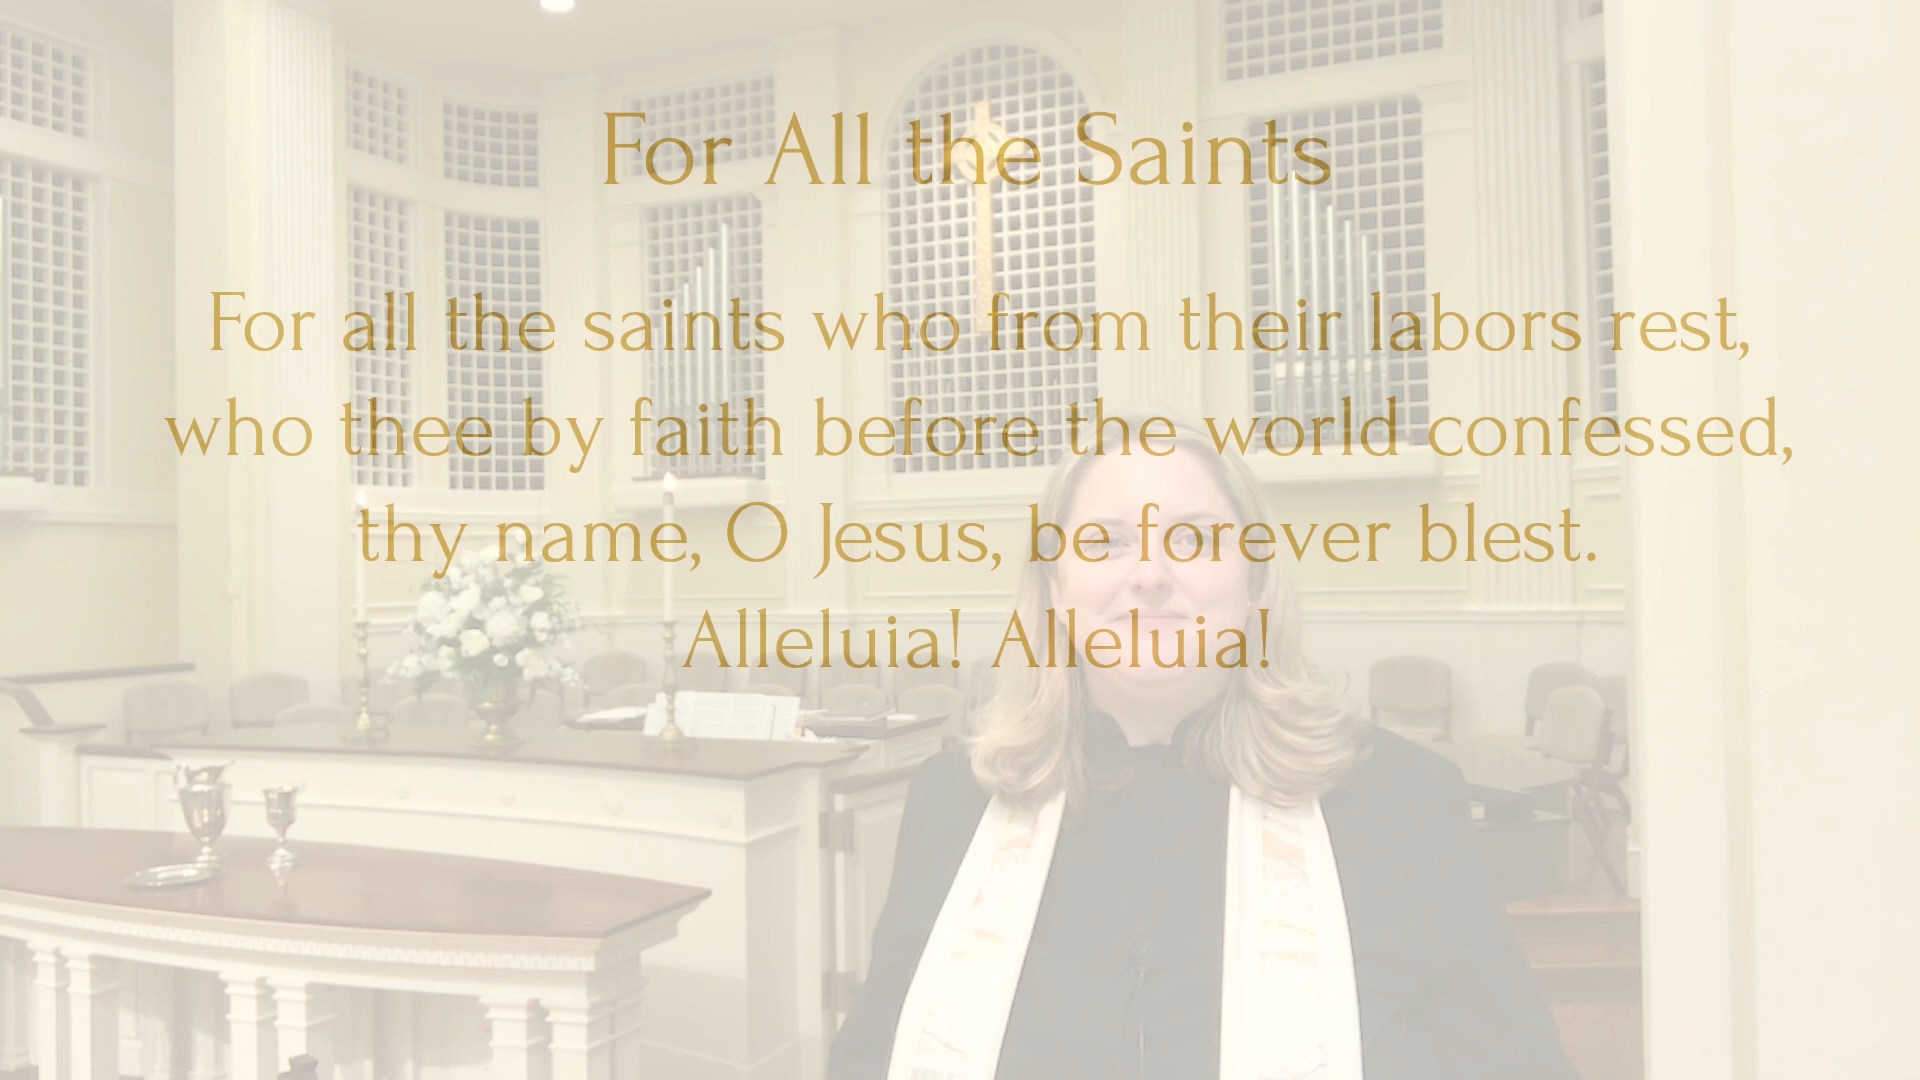 For All the Saints
For all the saints who from their labors rest,
who thee by faith before the world confessed,
thy name, O Jesus, be forever blest.
Alleluia! Alleluia!